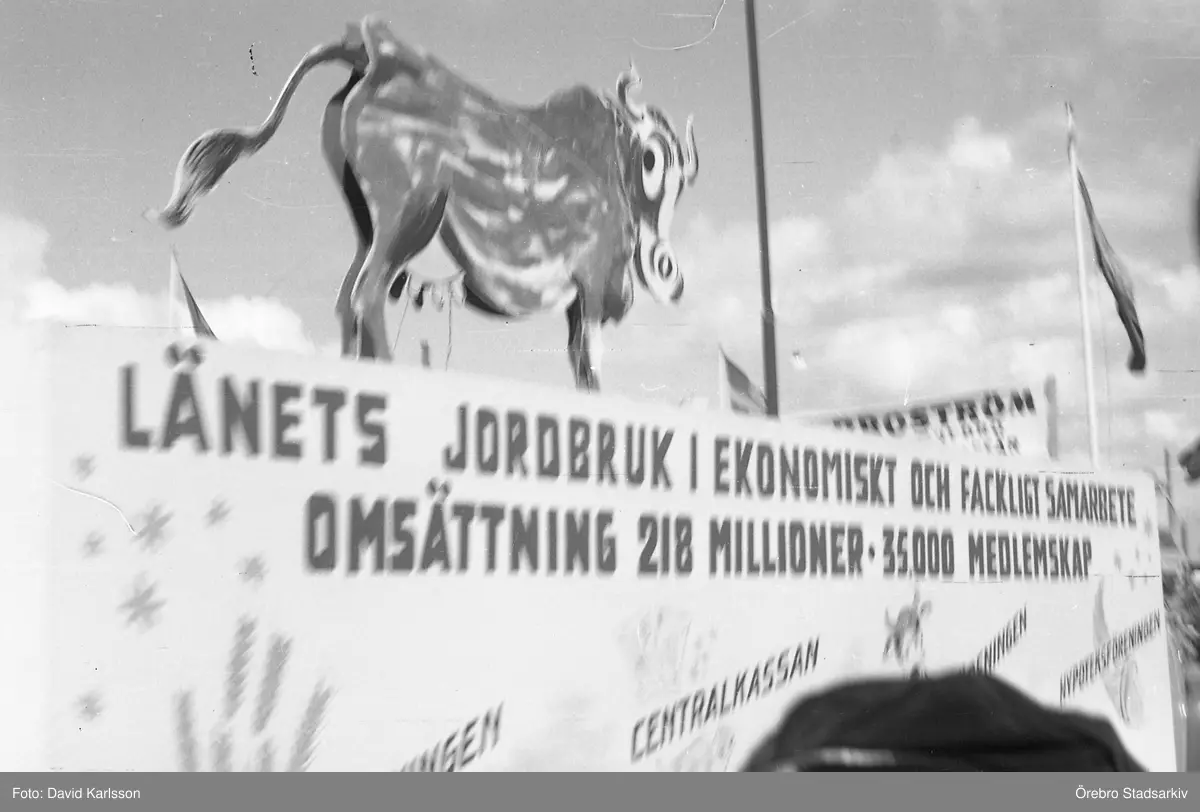 LÄNETS JORDBRUK I EKONOMISKT OCH FACKLIGT SAMARBETE
OMSÄTTNING 218 MILLIONER • 35.000 MEDLEMSKAP
CENTRALKASSAN
HYPOTEKSFÖRENINGEN
Foto: David Karlsson
Örebro Stadsarkiv